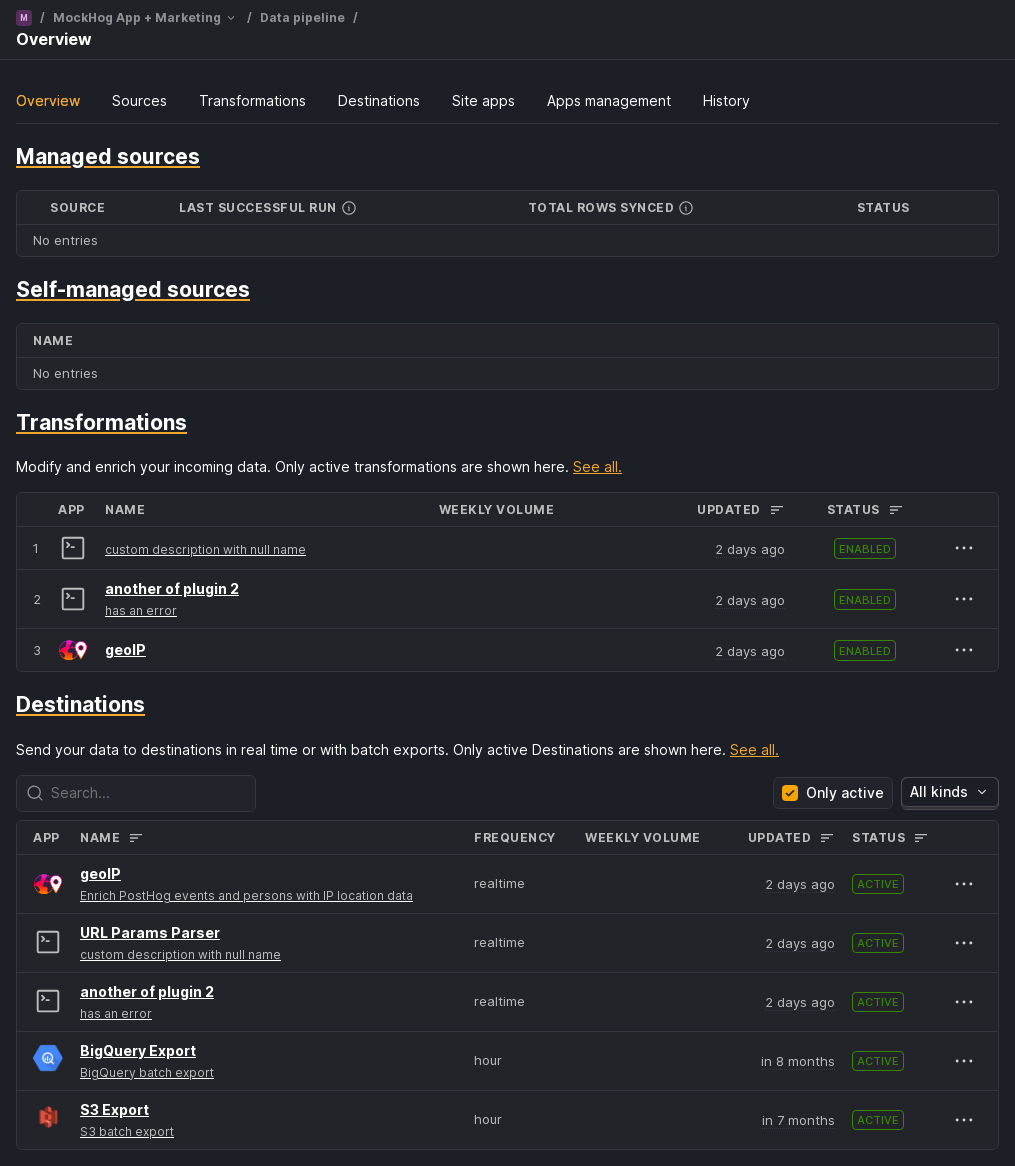 M / MockHog App + Marketing / Data pipeline /
Overview
Overview Sources Transformations Destinations Site apps Apps management History
Managed sources
SOURCE LAST SUCCESSFUL RUN TOTAL ROWS SYNCED STATUS
No entries
Self-managed sources
NAME
No entries
Transformations
Modify and enrich your incoming data. Only active transformations are shown here. See all.
APP NAME WEEKLY VOLUME UPDATED STATUS
1 custom description with null name 2 days ago ENABLED
another of plugin 2
2 2 days ago ENABLED
has an error
3 geoIP 2 days ago ENABLED
Destinations
Send your data to destinations in real time or with batch exports. Only active Destinations are shown here. See all.
Search... Only active All kinds
APP NAME FREQUENCY WEEKLY VOLUME UPDATED STATUS
geoIP
realtime 2 days ago ACTIVE
Enrich PostHog events and persons with IP location data
URL Params Parser
realtime 2 days ago ACTIVE
custom description with null name
another of plugin 2
realtime 2 days ago ACTIVE
has an error
BigQuery Export
hour in 8 months ACTIVE
BigQuery batch export
S3 Export
hour in 7 months ACTIVE
S3 batch export